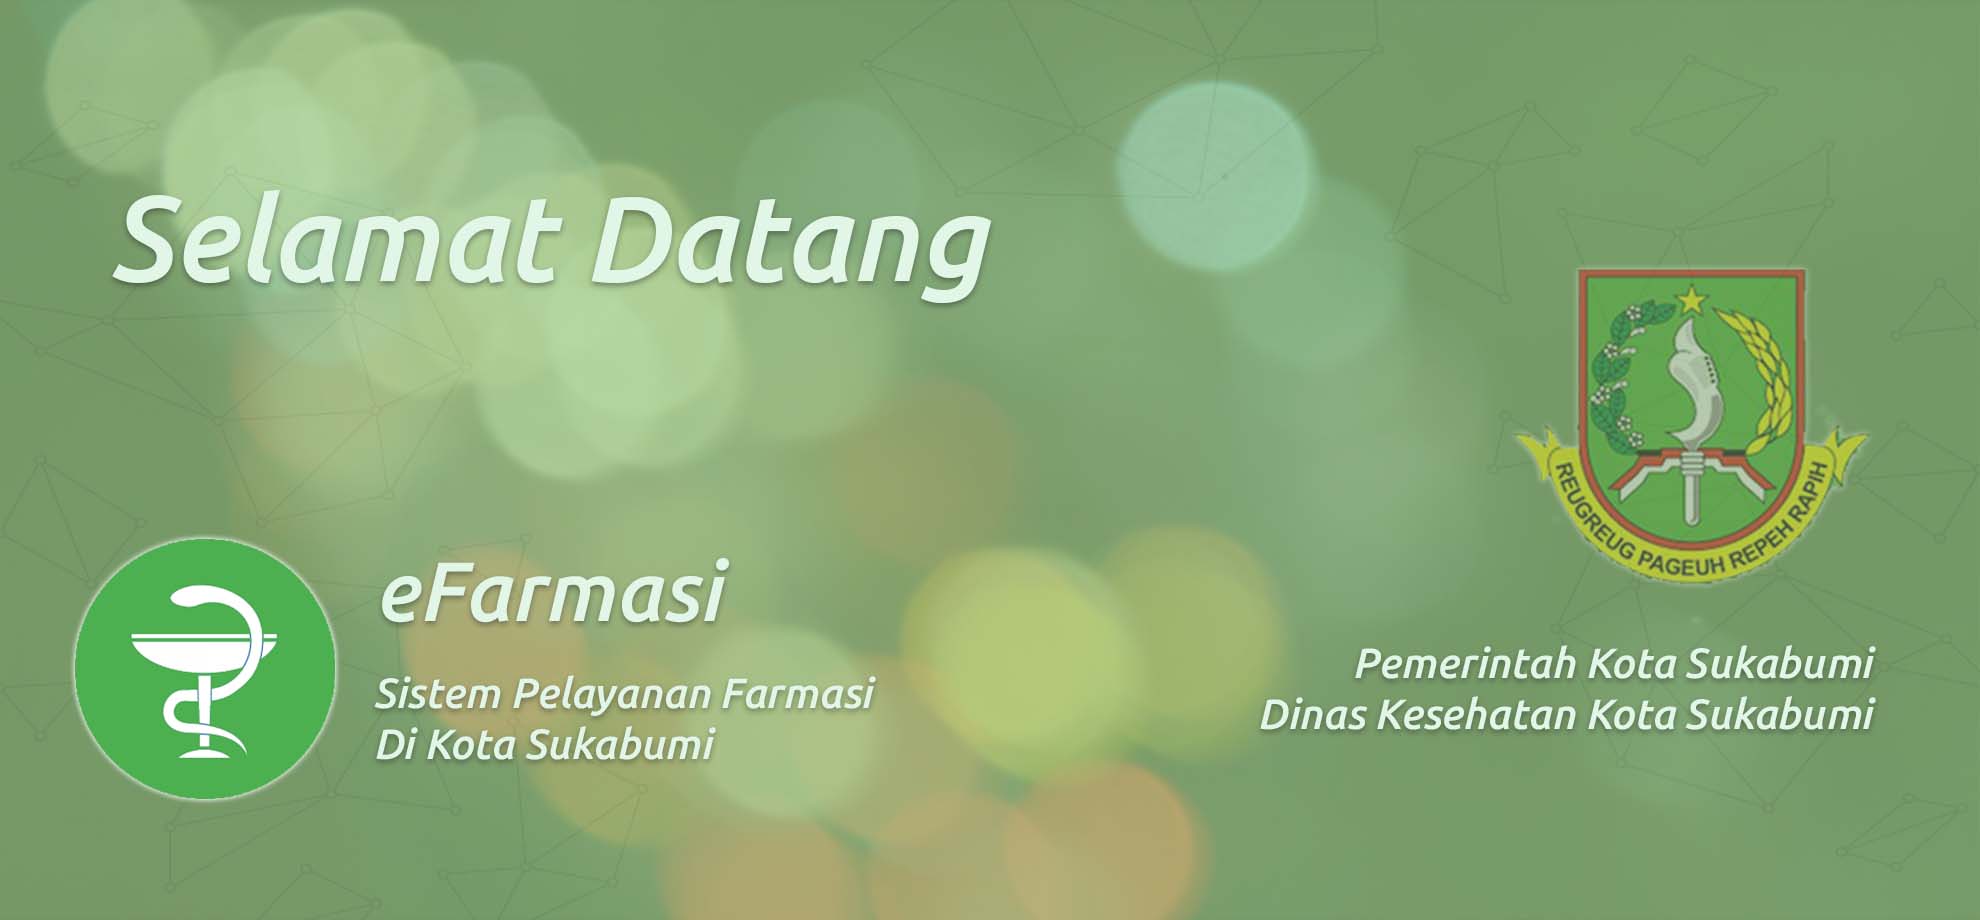 Selamat Datang
REUGREUG PAGEUH REPEH RAPIH
eFarmasi
Sistem Pelayanan Farmasi
Di Kota Sukabumi
Pemerintah Kota Sukabumi
Dinas Kesehatan Kota Sukabumi